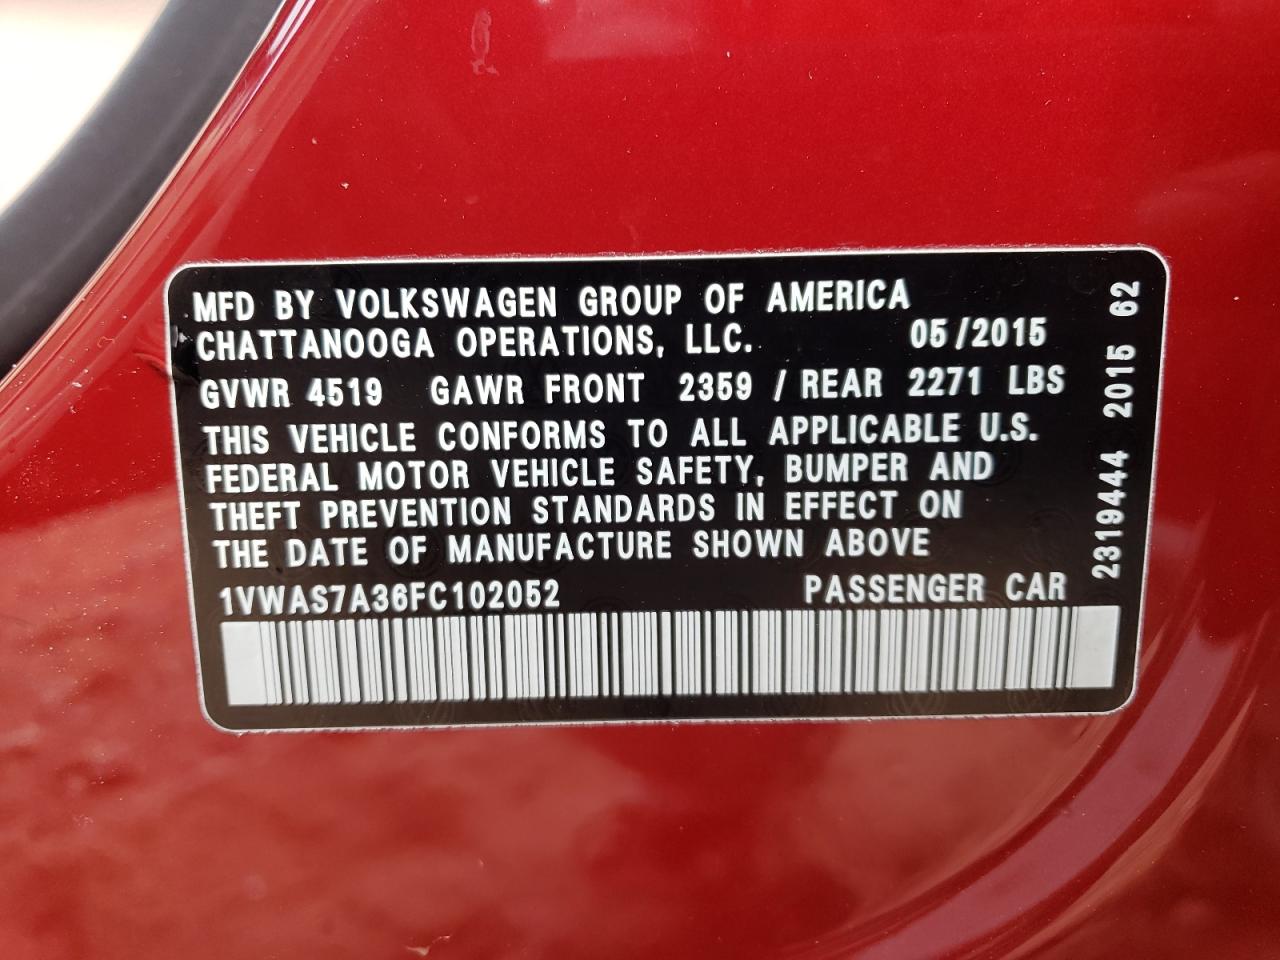 MFD BY VOLKSWAGEN GROUP OF AMERICA
CHATTANOOGA OPERATIONS, LLC. 05/2015
GVWR 4519 GAWR FRONT 2359 / REAR 2271 LBS
THIS VEHICLE CONFORMS TO ALL APPLICABLE U.S.
FEDERAL MOTOR VEHICLE SAFETY, BUMPER AND
THEFT PREVENTION STANDARDS IN EFFECT ON
THE DATE OF MANUFACTURE SHOWN ABOVE
1VWAS7A36FC102052 PASSENGER CAR
2319444 2015 62